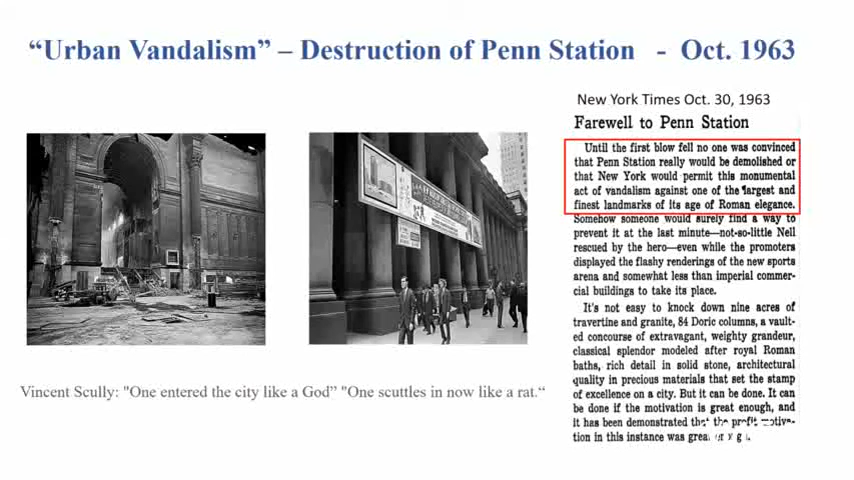 “Urban Vandalism” – Destruction of Penn Station - Oct. 1963
New York Times Oct. 30, 1963
Farewell to Penn Station
Until the first blow fell no one was convinced
that Penn Station really would be demolished or
that New York would permit this monumental
act of vandalism against one of the largest and
finest landmarks of its age of Roman elegance.
Somehow someone would surely find a way to
prevent it at the last minute—not-so-little Nell
rescued by the hero—even while the promoters
displayed the flashy renderings of the new sports
arena and somewhat less than imperial commer-
cial buildings to take its place.
It's not easy to knock down nine acres of
travertine and granite, 84 Doric columns, a vault-
ed concourse of extravagant, weighty grandeur,
classical splendor modeled after royal Roman
baths, rich detail in solid stone, architectural
quality in precious materials that set the stamp
of excellence on a city. But it can be done. It can
be done if the motivation is great enough, and
it has been demonstrated that the profit motiva-
tion in this instance was great
Vincent Scully: "One entered the city like a God” "One scuttles in now like a rat.“